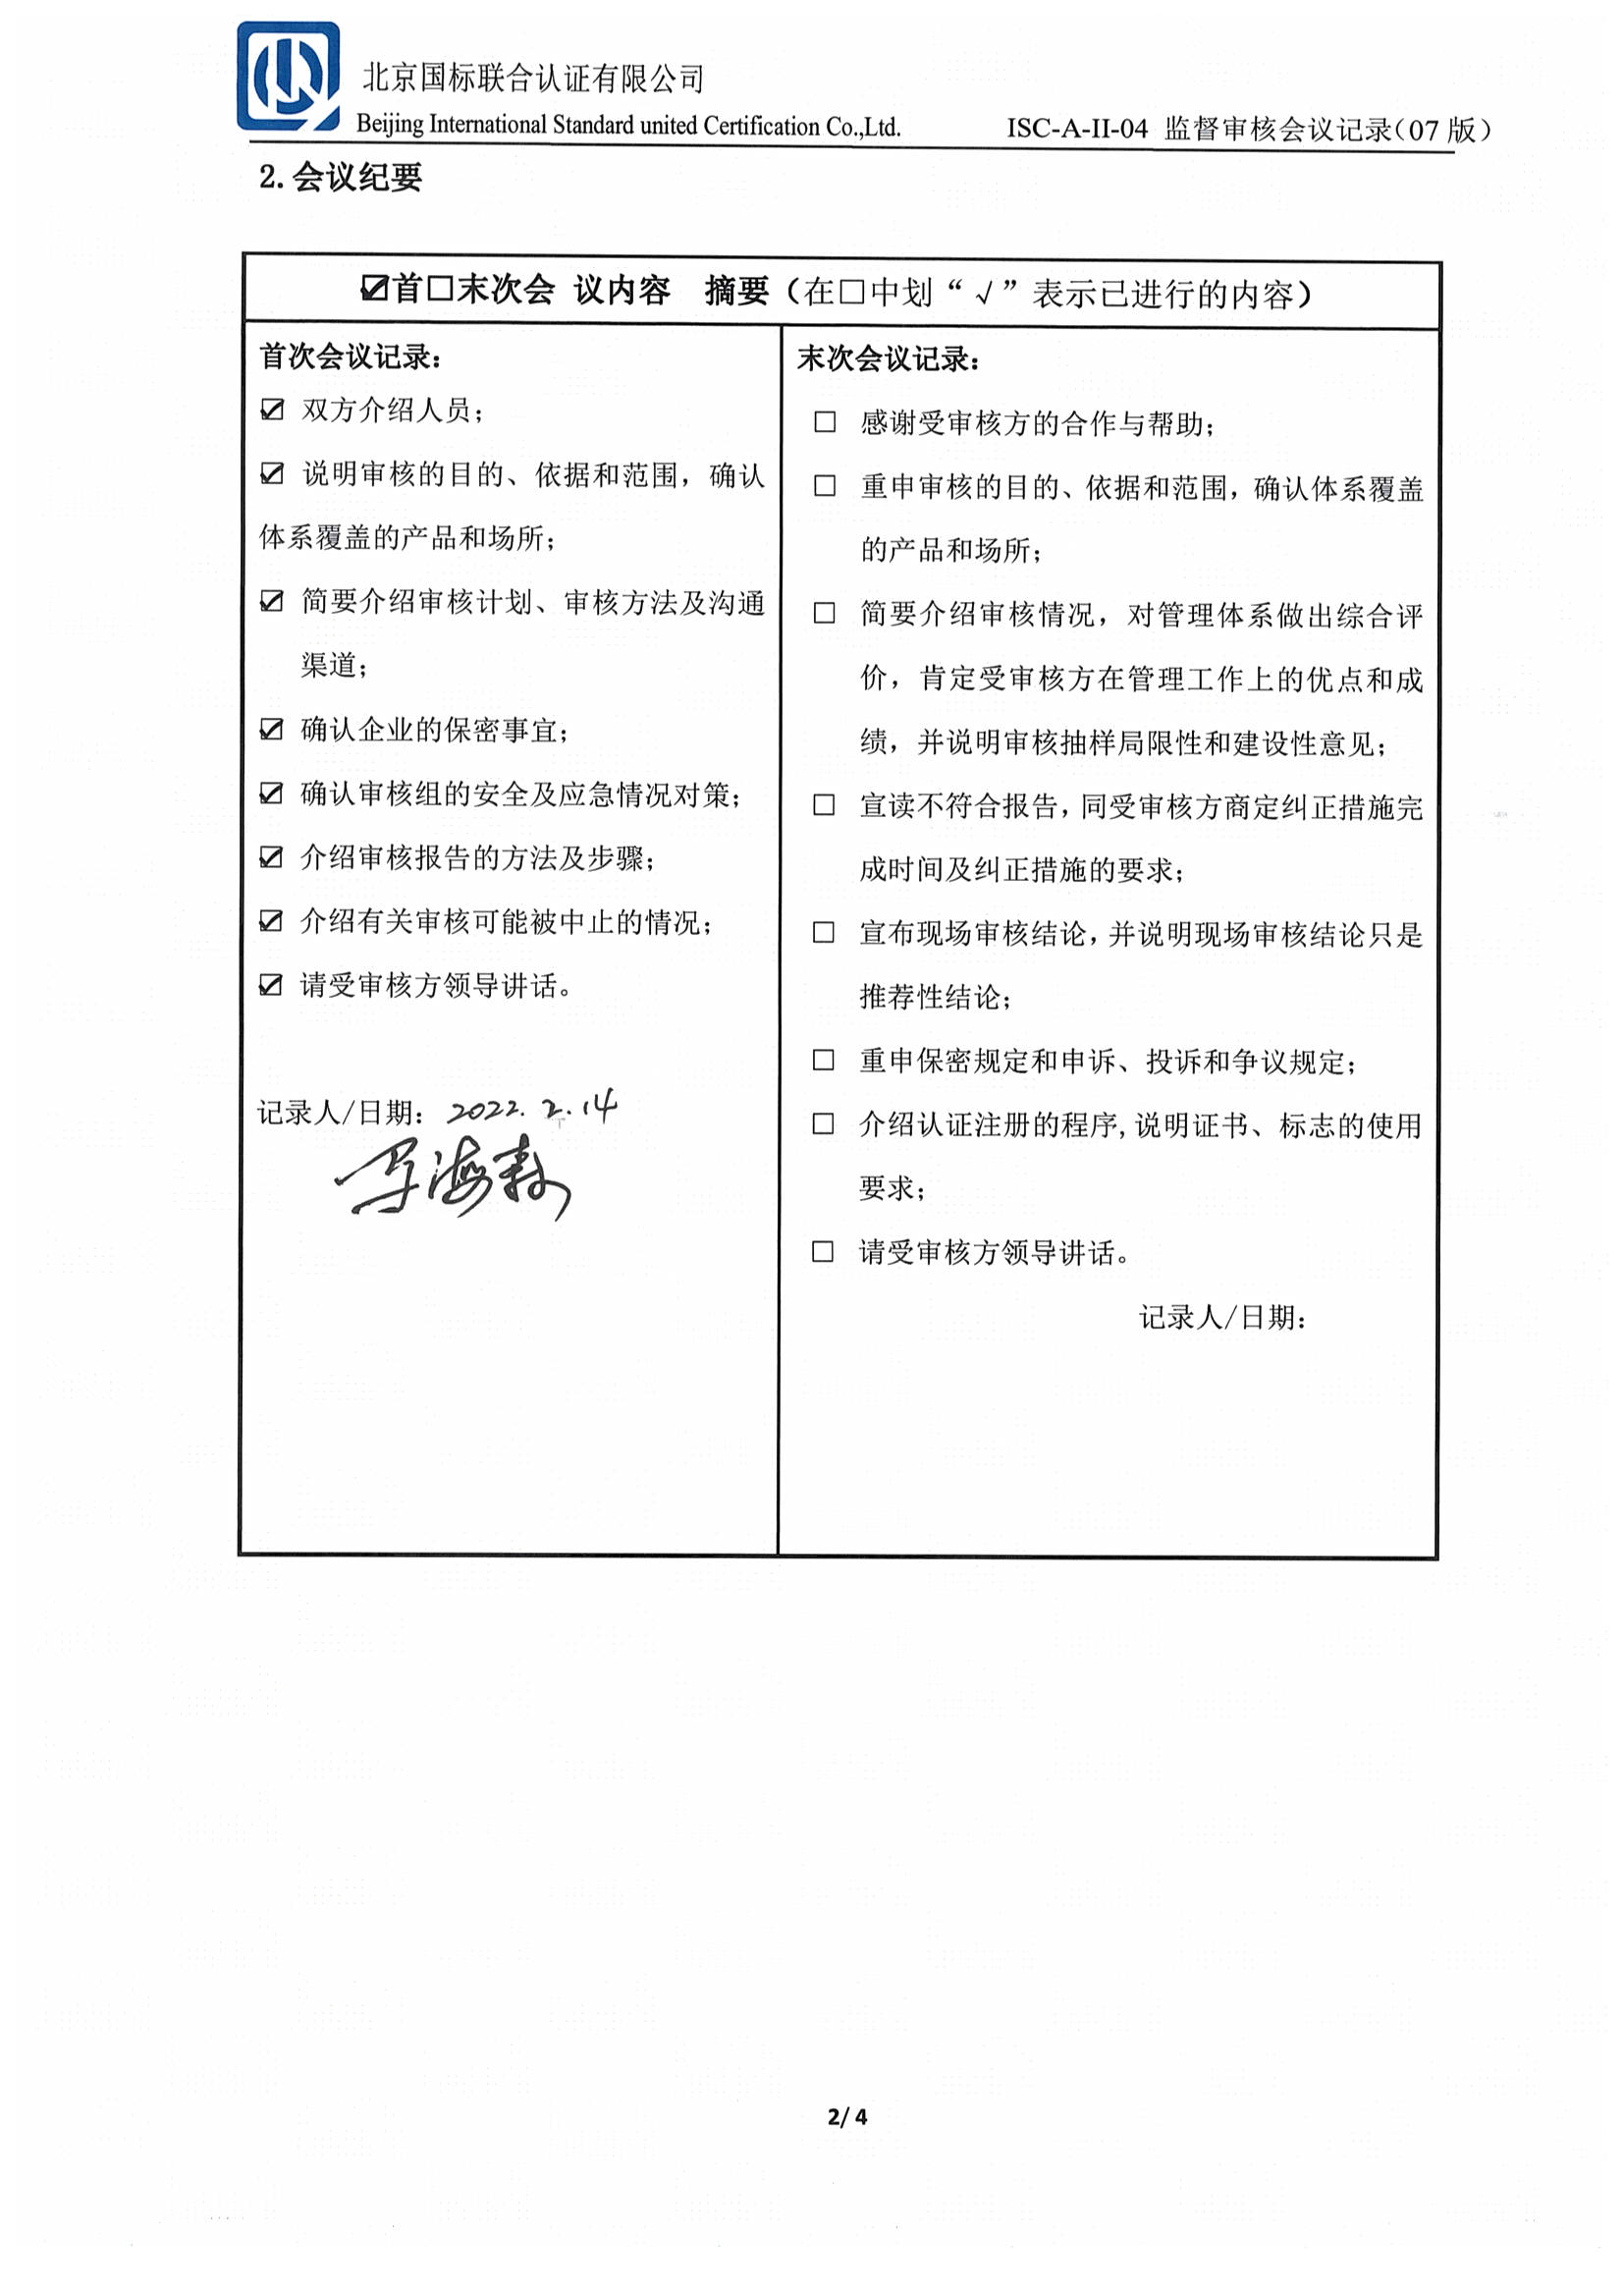 北京国标联合认证有限公司
Beijing International Standard united Certification Co.,Ltd. ISC-A-II-04 监督审核会议记录(07 版)
2.会议纪要
☑首□末次会 议内容 摘要（在□中划“√”表示已进行的内容）
首次会议记录：
☑ 双方介绍人员；
☑ 说明审核的目的、依据和范围，确认
体系覆盖的产品和场所；
☑ 简要介绍审核计划、审核方法及沟通
渠道；
☑ 确认企业的保密事宜；
☑ 确认审核组的安全及应急情况对策；
☑ 介绍审核报告的方法及步骤；
☑ 介绍有关审核可能被中止的情况；
☑ 请受审核方领导讲话。
记录人/日期：2022.2.14
末次会议记录：
□ 感谢受审核方的合作与帮助；
□ 重申审核的目的、依据和范围，确认体系覆盖
的产品和场所；
□ 简要介绍审核情况，对管理体系做出综合评
价，肯定受审核方在管理工作上的优点和成
绩，并说明审核抽样局限性和建设性意见；
□ 宣读不符合报告，同受审核方商定纠正措施完
成时间及纠正措施的要求；
□ 宣布现场审核结论，并说明现场审核结论只是
推荐性结论；
□ 重申保密规定和申诉、投诉和争议规定；
□ 介绍认证注册的程序，说明证书、标志的使用
要求；
□ 请受审核方领导讲话。
记录人/日期：
2/ 4